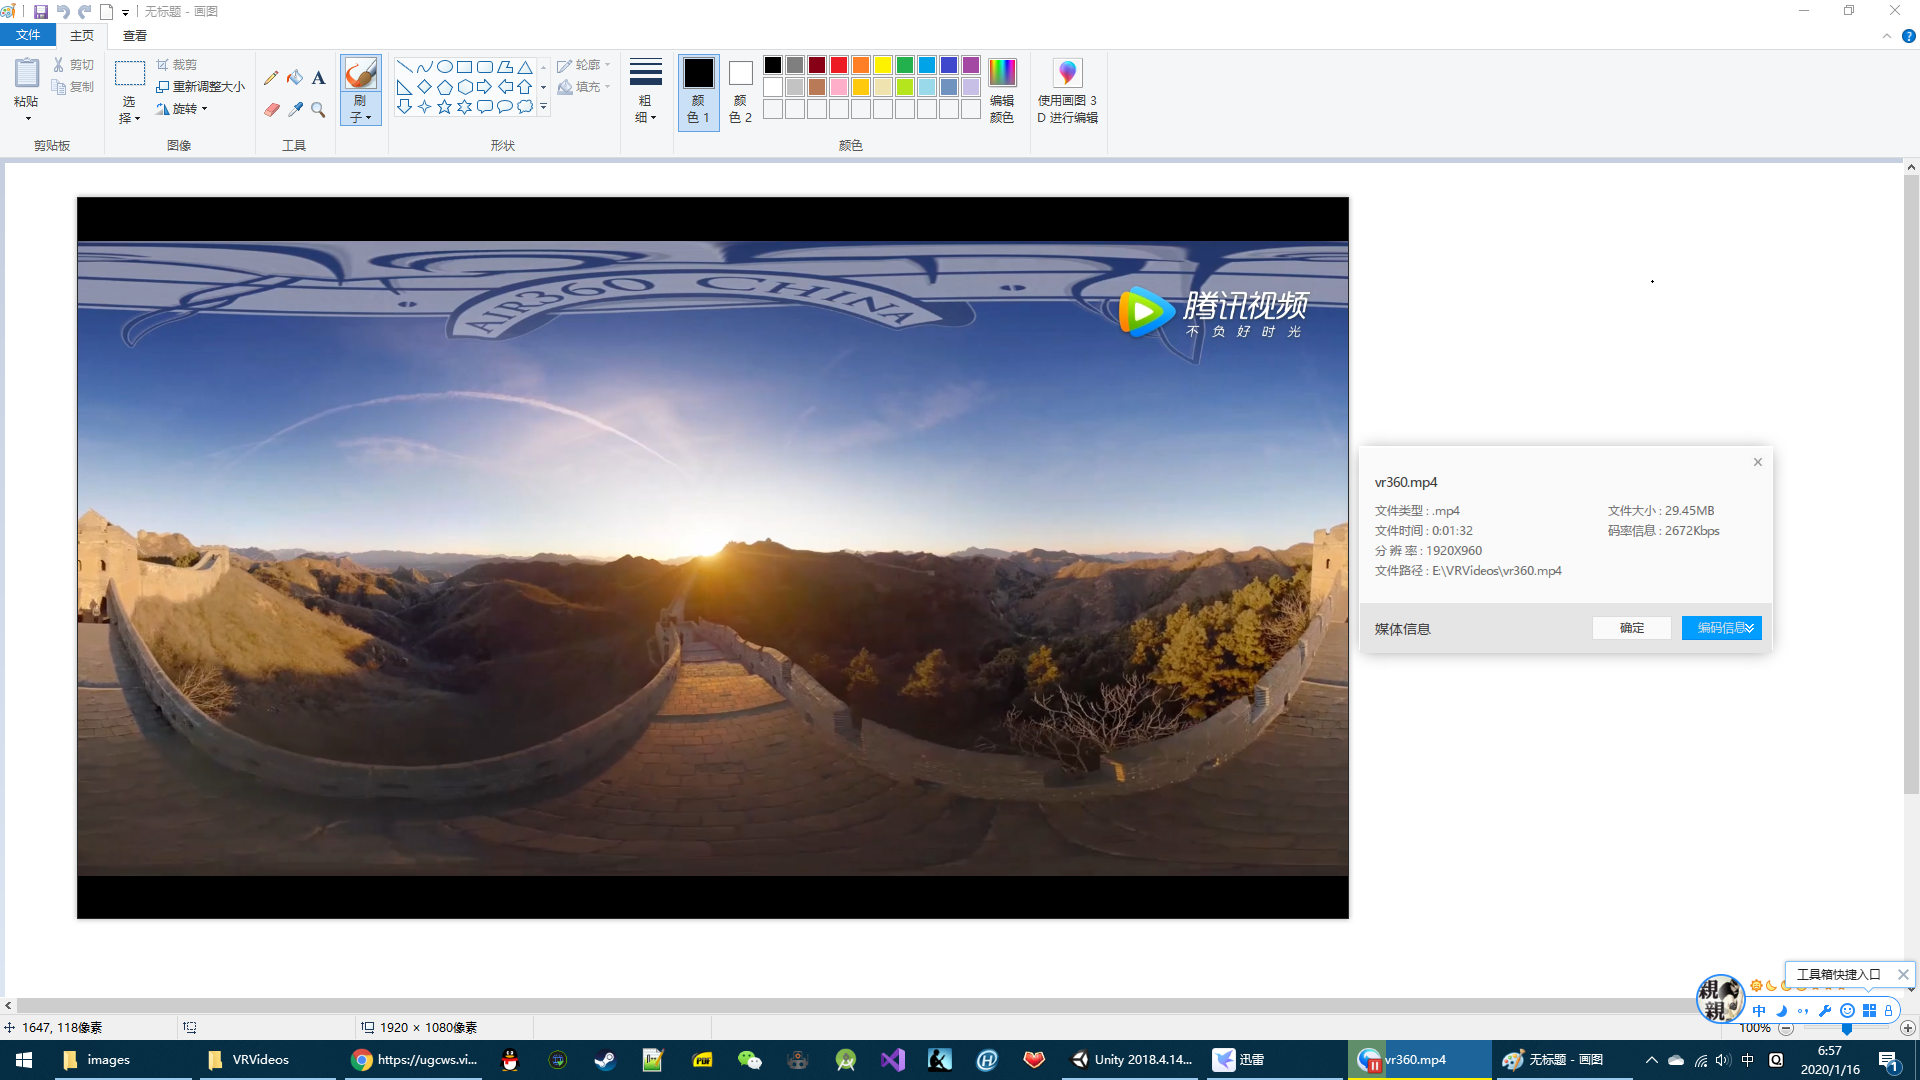 无标题 - 画图
文件
主页
查看
粘贴
剪切
复制
剪贴板
选择
裁剪
重新调整大小
旋转
图像
A
工具
刷子
形状
轮廓
填充
粗细
颜色 1
颜色 2
颜色
编辑颜色
使用画图 3D 进行编辑
AIR360 CHINA
腾讯视频
不负好时光
vr360.mp4
文件类型 : .mp4
文件大小 : 29.45MB
文件时间 : 0:01:32
码率信息 : 2672Kbps
分 辨 率 : 1920X960
文件路径 : E:\VRVideos\vr360.mp4
媒体信息
确定
编码信息
工具箱快捷入口
親親
中
1647, 118像素
1920 × 1080像素
100%
images
VRVideos
https://ugcws.vi...
PDF
Unity 2018.4.14...
迅雷
vr360.mp4
无标题 - 画图
中
6:57
2020/1/16
1